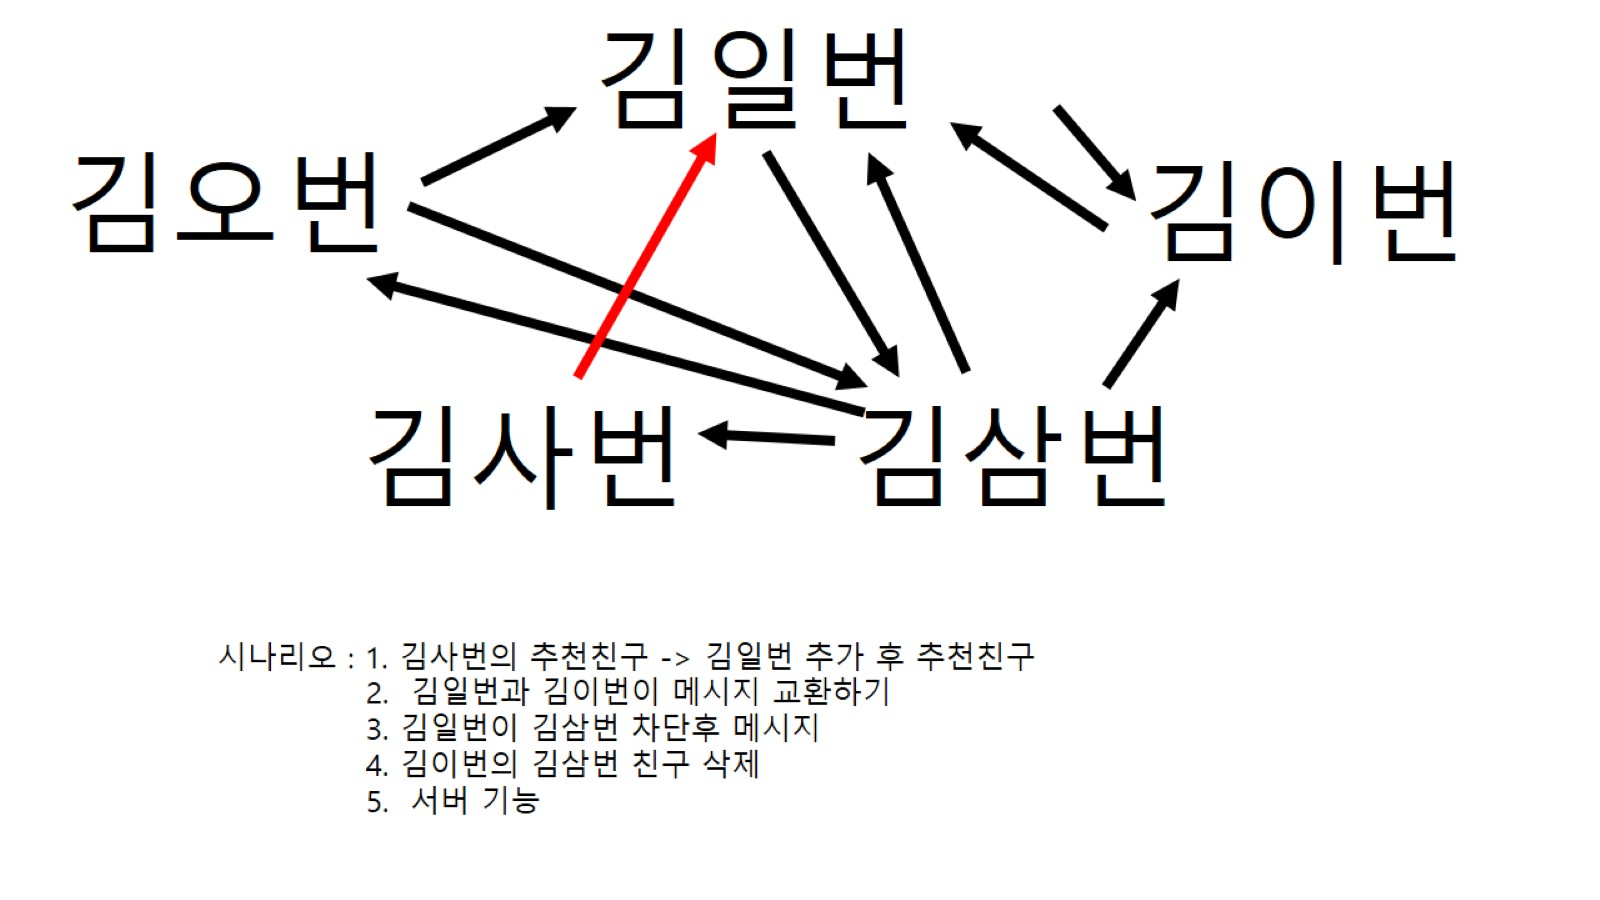 김일번
김오번
김이번
김사번
김삼번
시나리오 : 1. 김사번의 추천친구 -> 김일번 추가 후 추천친구
2. 김일번과 김이번이 메시지 교환하기
3. 김일번이 김삼번 차단후 메시지
4. 김이번의 김삼번 친구 삭제
5. 서버 기능